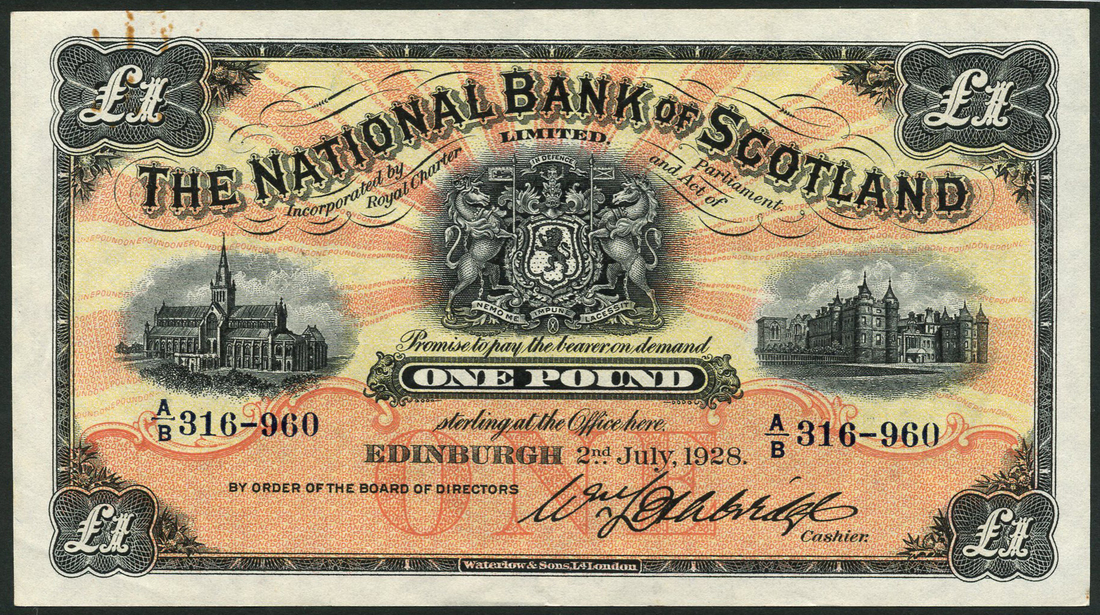 £1 £1
THE NATIONAL BANK OF SCOTLAND
LIMITED.
Incorporated by
Royal Charter
and Act of
Parliament.
IN DEFENCE
NEMO ME IMPUNE LACESSIT
Promise to pay the bearer on demand
ONE POUND
A/B 316-960 A/B 316-960
sterling at the Office here.
ONE
EDINBURGH 2nd July, 1928.
BY ORDER OF THE BOARD OF DIRECTORS
Cashier.
£1 £1
Waterlow & Sons, Ld London